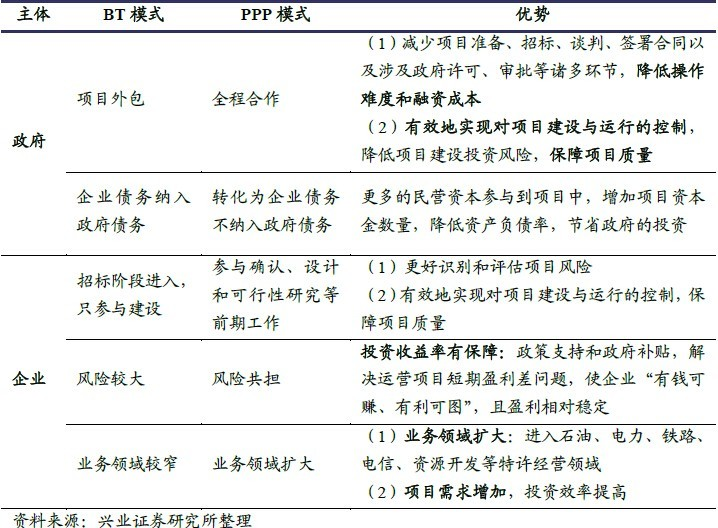 主体 BT 模式 PPP 模式 优势
政府
项目外包
全程合作
（1）减少项目准备、招标、谈判、签署合同以
及涉及政府许可、审批等诸多环节，降低操作
难度和融资成本
（2）有效地实现对项目建设与运行的控制，
降低项目建设投资风险，保障项目质量
企业债务纳入
政府债务
转化为企业债务
不纳入政府债务
更多的民营资本参与到项目中，增加项目资本
金数量，降低资产负债率，节省政府的投资
企业
招标阶段进入，
只参与建设
参与确认、设计
和可行性研究等
前期工作
（1）更好识别和评估项目风险
（2）有效地实现对项目建设与运行的控制，保
障项目质量
风险较大
风险共担
投资收益率有保障：政策支持和政府补贴，解
决运营项目短期盈利差问题，使企业“有钱可
赚、有利可图”，且盈利相对稳定
业务领域较窄
业务领域扩大
（1）业务领域扩大：进入石油、电力、铁路、
电信、资源开发等特许经营领域
（2）项目需求增加，投资效率提高
资料来源：兴业证券研究所整理